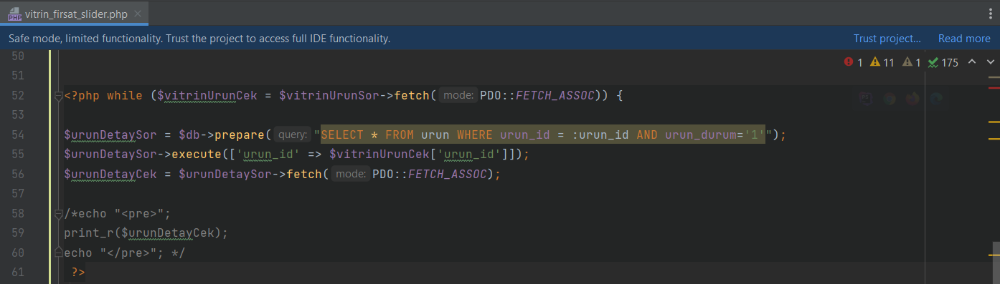 vitrin_firsat_slider.php
Safe mode, limited functionality. Trust the project to access full IDE functionality. Trust project... Read more
50
1 11 1 175
51
52 <?php while ($vitrinUrunCek = $vitrinUrunSor->fetch( mode: PDO::FETCH_ASSOC)) {
53
54 $urunDetaySor = $db->prepare( query: "SELECT * FROM urun WHERE urun_id = :urun_id AND urun_durum='1'");
55 $urunDetaySor->execute(['urun_id' => $vitrinUrunCek['urun_id']]);
56 $urunDetayCek = $urunDetaySor->fetch( mode: PDO::FETCH_ASSOC);
57
58 /*echo "<pre>";
59 print_r($urunDetayCek);
60 echo "</pre>"; */
61 ?>